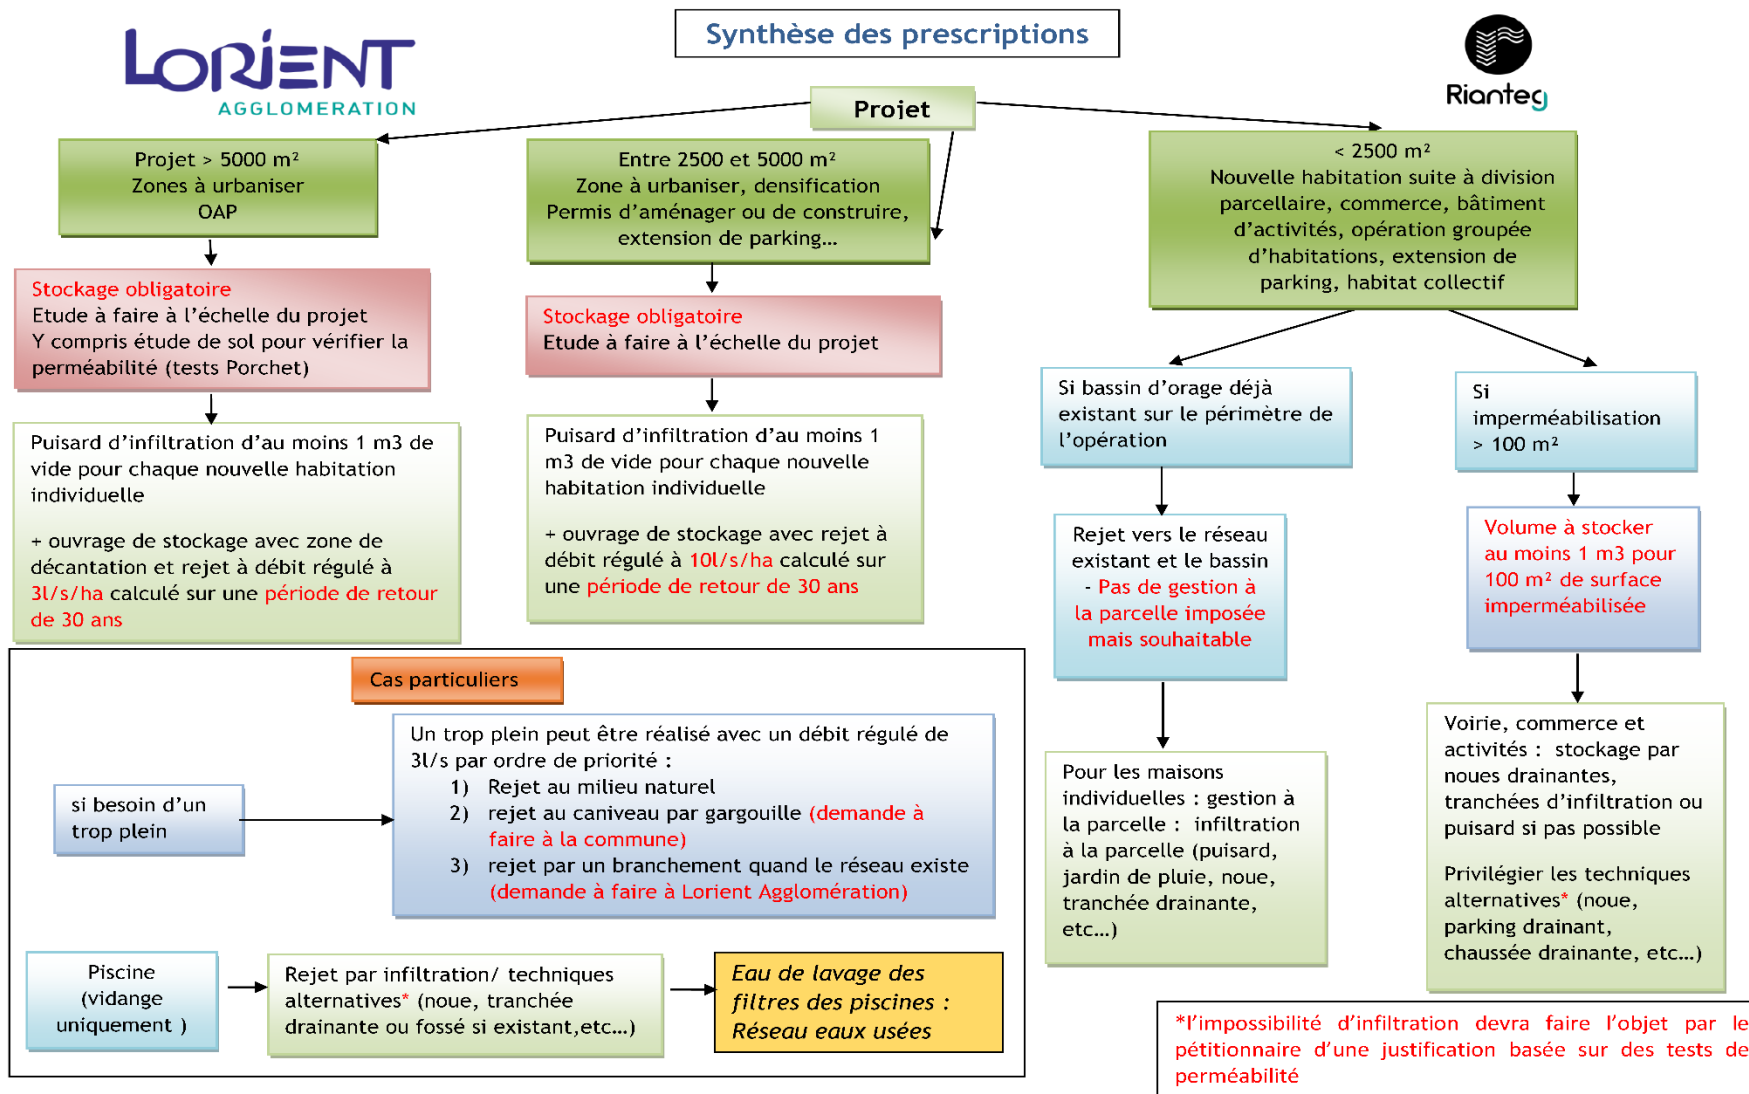 LORIENT
AGGLOMERATION
Synthèse des prescriptions
Riantec
Projet
Projet > 5000 m²
Zones à urbaniser
OAP
Stockage obligatoire
Etude à faire à l'échelle du projet
Y compris étude de sol pour vérifier la
perméabilité (tests Porchet)
Puisard d'infiltration d'au moins 1 m3 de
vide pour chaque nouvelle habitation
individuelle
+ ouvrage de stockage avec zone de
décantation et rejet à débit régulé à
3l/s/ha calculé sur une période de retour
de 30 ans
Entre 2500 et 5000 m²
Zone à urbaniser, densification
Permis d'aménager ou de construire,
extension de parking...
Stockage obligatoire
Etude à faire à l'échelle du projet
Puisard d'infiltration d'au moins 1
m3 de vide pour chaque nouvelle
habitation individuelle
+ ouvrage de stockage avec rejet à
débit régulé à 10l/s/ha calculé sur
une période de retour de 30 ans
< 2500 m²
Nouvelle habitation suite à division
parcellaire, commerce, bâtiment
d'activités, opération groupée
d'habitations, extension de
parking, habitat collectif
Si bassin d'orage déjà
existant sur le périmètre de
l'opération
Rejet vers le réseau
existant et le bassin
- Pas de gestion à
la parcelle imposée
mais souhaitable
Pour les maisons
individuelles : gestion à
la parcelle : infiltration
à la parcelle (puisard,
jardin de pluie, noue,
tranchée drainante,
etc...)
Si
imperméabilisation
> 100 m²
Volume à stocker
au moins 1 m3 pour
100 m² de surface
imperméabilisée
Voirie, commerce et
activités : stockage par
noues drainantes,
tranchées d'infiltration ou
puisard si pas possible
Privilégier les techniques
alternatives* (noue,
parking drainant,
chaussée drainante, etc...)
Cas particuliers
si besoin d'un
trop plein
Un trop plein peut être réalisé avec un débit régulé de
3l/s par ordre de priorité :
1) Rejet au milieu naturel
2) rejet au caniveau par gargouille (demande à
faire à la commune)
3) rejet par un branchement quand le réseau existe
(demande à faire à Lorient Agglomération)
Piscine
(vidange
uniquement )
Rejet par infiltration/ techniques
alternatives* (noue, tranchée
drainante ou fossé si existant,etc...)
Eau de lavage des
filtres des piscines :
Réseau eaux usées
*l'impossibilité d'infiltration devra faire l'objet par le
pétitionnaire d'une justification basée sur des tests de
perméabilité